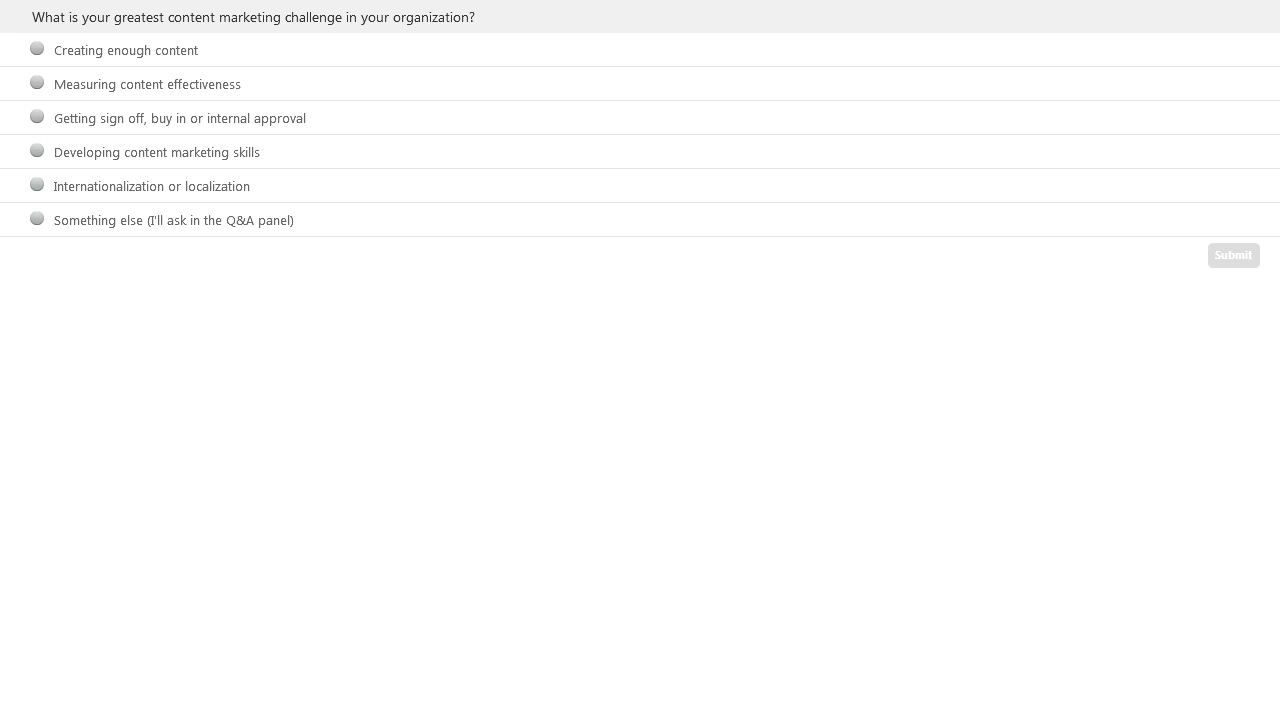 What is your greatest content marketing challenge in your organization?
Creating enough content
Measuring content effectiveness
Getting sign off, buy in or internal approval
Developing content marketing skills
Internationalization or localization
Something else (I'll ask in the Q&A panel)
Submit